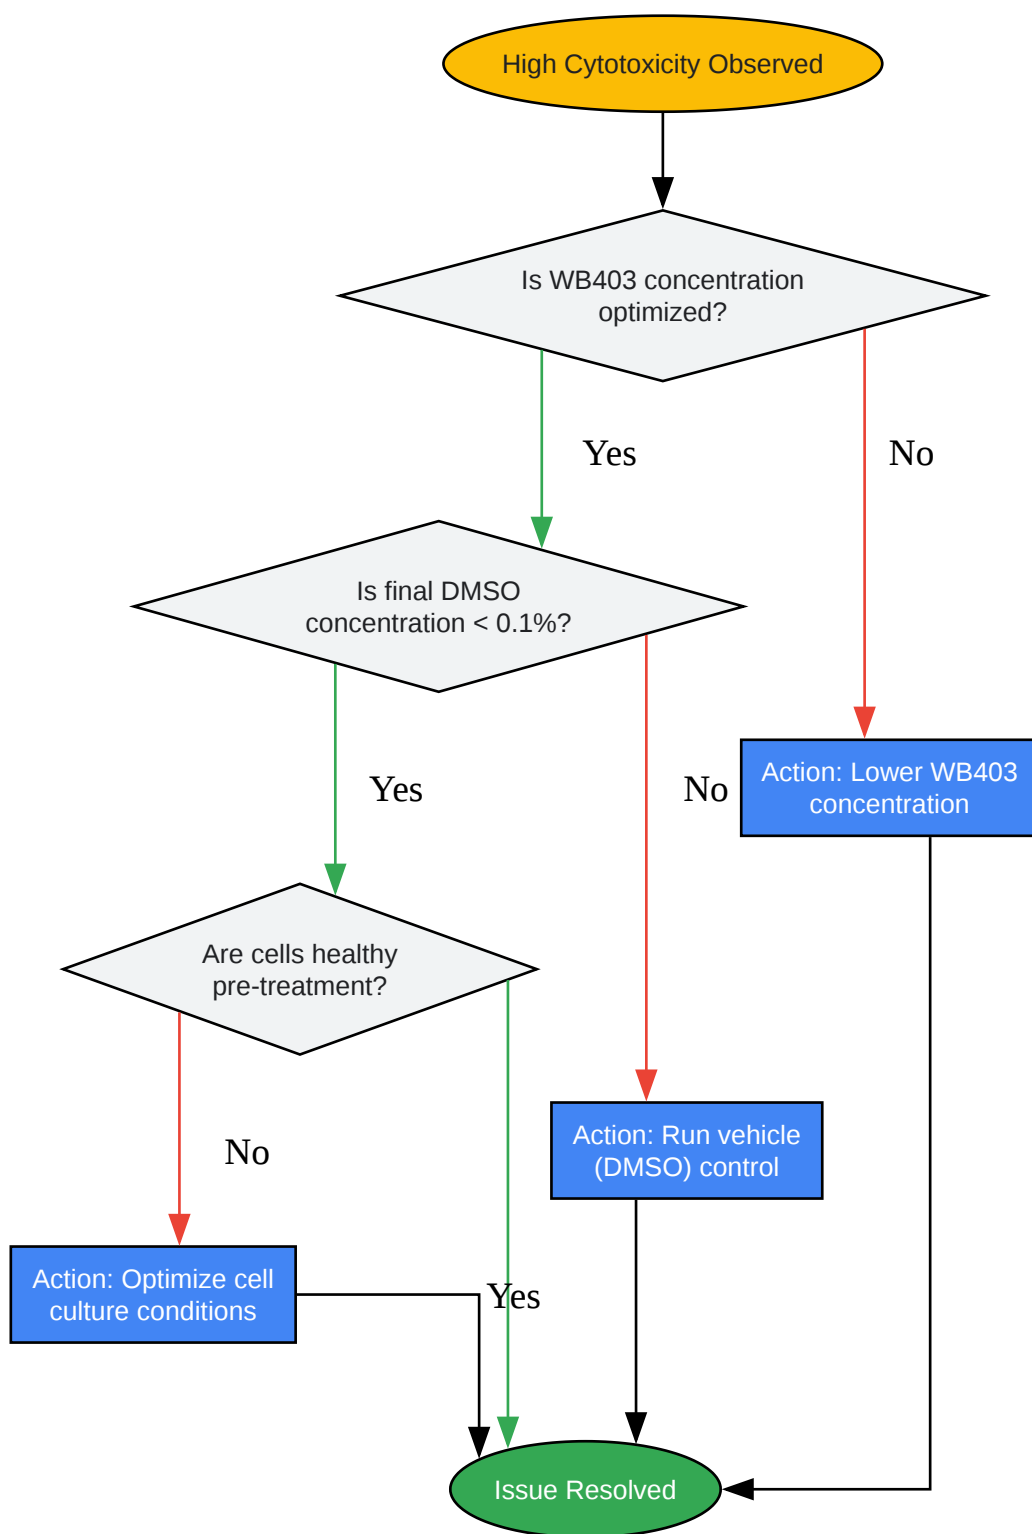 High Cytotoxicity Observed
Is WB403 concentration
optimized?
Yes
No
Is final DMSO
concentration < 0.1%?
Yes
No
Action: Lower WB403
concentration
Are cells healthy
pre-treatment?
No
Action: Run vehicle
(DMSO) control
Action: Optimize cell
culture conditions
Yes
Issue Resolved